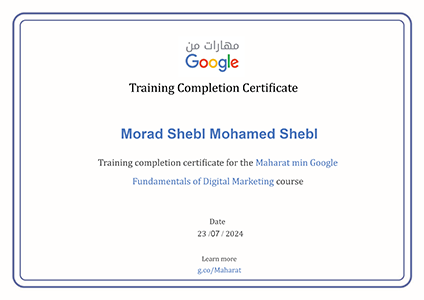 مهارات من
Google
Training Completion Certificate
Morad Shebl Mohamed Shebl
Training completion certificate for the Maharat min Google
Fundamentals of Digital Marketing course
Date
23 /07 / 2024
Learn more
g.co/Maharat